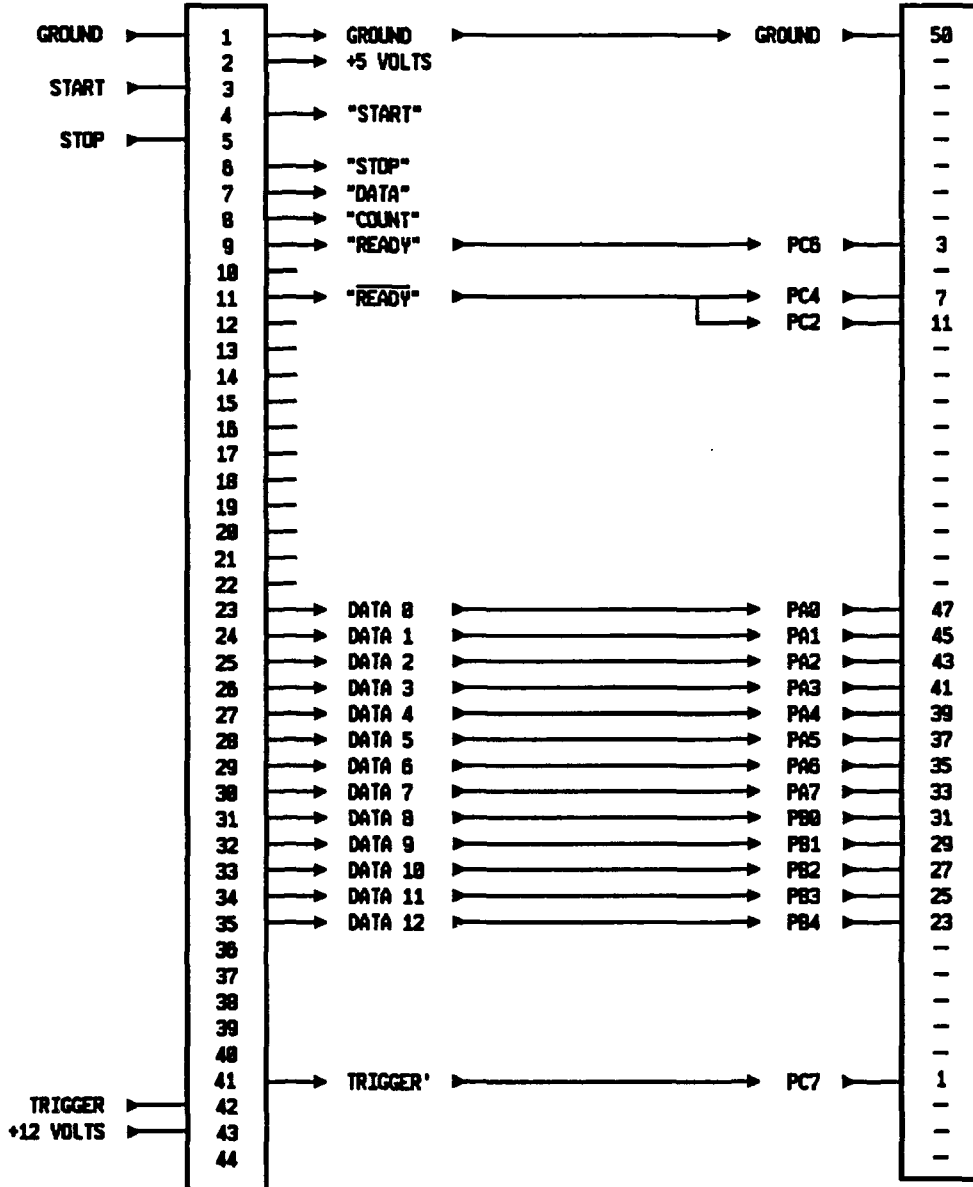 GROUND 1 GROUND GROUND 50
2 +5 VOLTS -
START 3 -
4 "START" -
STOP 5 -
6 "STOP" -
7 "DATA" -
8 "COUNT" -
9 "READY" PC6 3
10 -
11 "READY" PC4 7
12 PC2 11
13 -
14 -
15 -
16 -
17 -
18 -
19 -
20 -
21 -
22 -
23 DATA 0 PA0 47
24 DATA 1 PA1 45
25 DATA 2 PA2 43
26 DATA 3 PA3 41
27 DATA 4 PA4 39
28 DATA 5 PA5 37
29 DATA 6 PA6 35
30 DATA 7 PA7 33
31 DATA 8 PB0 31
32 DATA 9 PB1 29
33 DATA 10 PB2 27
34 DATA 11 PB3 25
35 DATA 12 PB4 23
36 -
37 -
38 -
39 -
40 -
41 TRIGGER' PC7 1
TRIGGER 42 -
+12 VOLTS 43 -
44 -